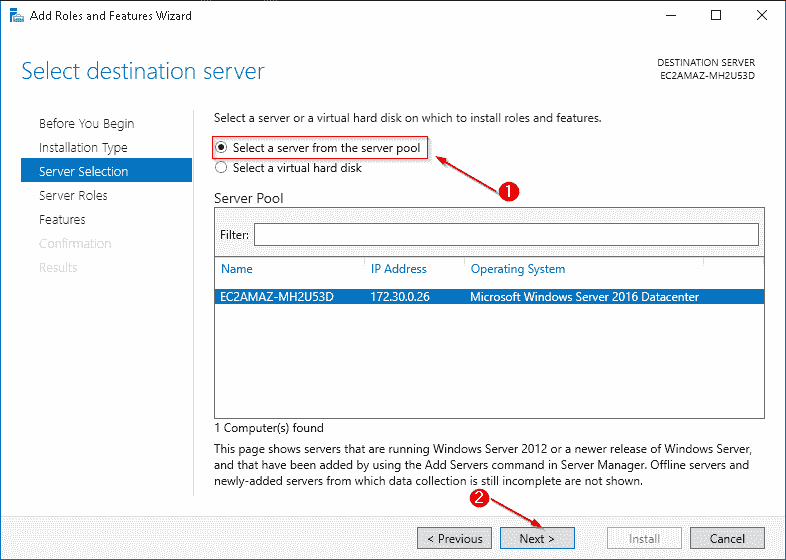 Add Roles and Features Wizard
Select destination server
DESTINATION SERVER
EC2AMAZ-MH2U53D
Before You Begin
Installation Type
Server Selection
Server Roles
Features
Confirmation
Results
Select a server or a virtual hard disk on which to install roles and features.
Select a server from the server pool
Select a virtual hard disk
1
Server Pool
Filter:
Name IP Address Operating System
EC2AMAZ-MH2U53D 172.30.0.26 Microsoft Windows Server 2016 Datacenter
1 Computer(s) found
This page shows servers that are running Windows Server 2012 or a newer release of Windows Server,
and that have been added by using the Add Servers command in Server Manager. Offline servers and
newly-added servers from which data collection is still incomplete are not shown.
2
< Previous Next > Install Cancel